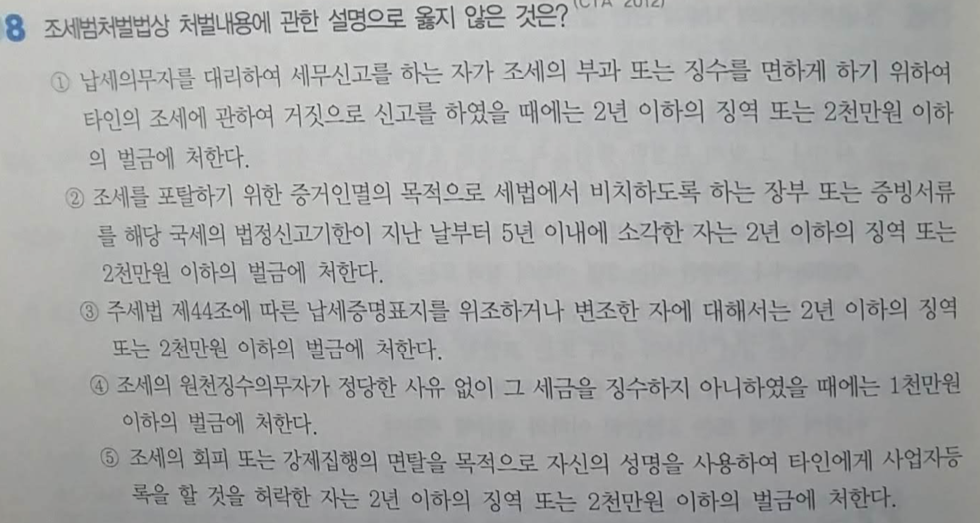 8 조세범처벌법상 처벌내용에 관한 설명으로 옳지 않은 것은? (CTA 2012)
① 납세의무자를 대리하여 세무신고를 하는 자가 조세의 부과 또는 징수를 면하게 하기 위하여
타인의 조세에 관하여 거짓으로 신고를 하였을 때에는 2년 이하의 징역 또는 2천만원 이하
의 벌금에 처한다.
② 조세를 포탈하기 위한 증거인멸의 목적으로 세법에서 비치하도록 하는 장부 또는 증빙서류
를 해당 국세의 법정신고기한이 지난 날부터 5년 이내에 소각한 자는 2년 이하의 징역 또는
2천만원 이하의 벌금에 처한다.
③ 주세법 제44조에 따른 납세증명표지를 위조하거나 변조한 자에 대해서는 2년 이하의 징역
또는 2천만원 이하의 벌금에 처한다.
④ 조세의 원천징수의무자가 정당한 사유 없이 그 세금을 징수하지 아니하였을 때에는 1천만원
이하의 벌금에 처한다.
⑤ 조세의 회피 또는 강제집행의 면탈을 목적으로 자신의 성명을 사용하여 타인에게 사업자등
록을 할 것을 허락한 자는 2년 이하의 징역 또는 2천만원 이하의 벌금에 처한다.